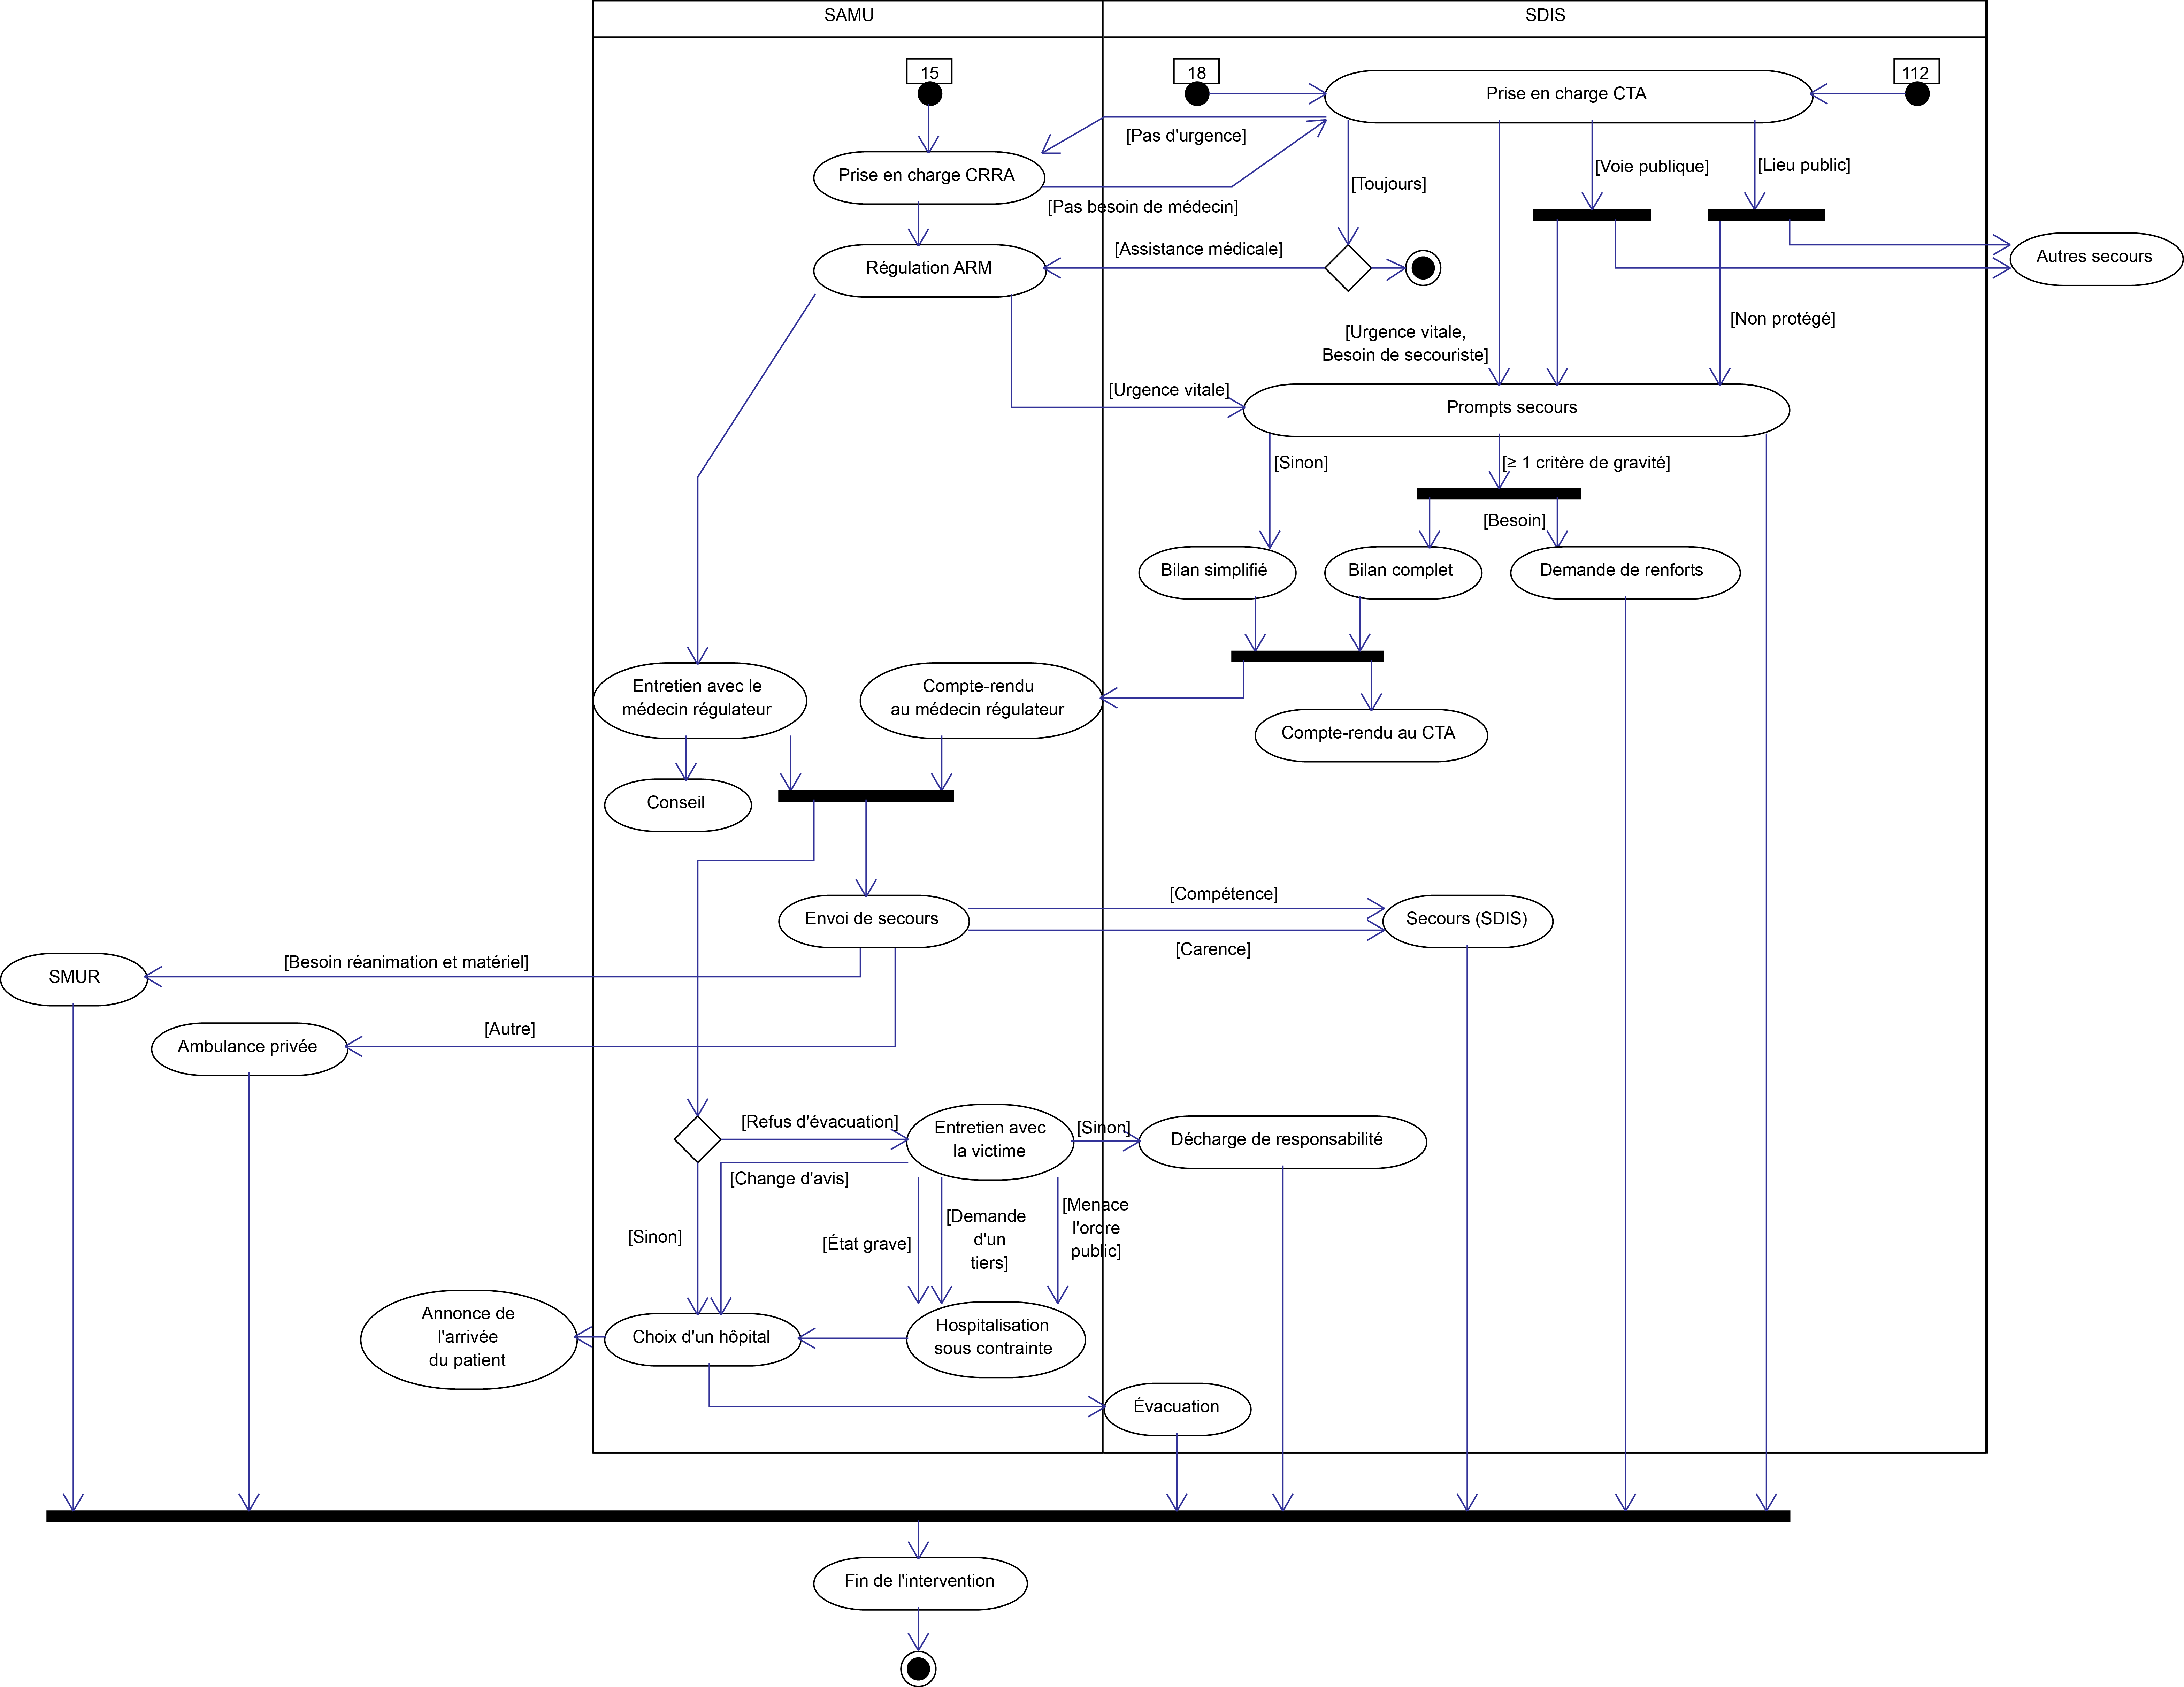 SAMU
SDIS
15
18
112
Prise en charge CTA
[Pas d'urgence]
[Voie publique]
[Lieu public]
Prise en charge CRRA
[Toujours]
[Pas besoin de médecin]
[Assistance médicale]
Autres secours
Régulation ARM
[Non protégé]
[Urgence vitale,
Besoin de secouriste]
[Urgence vitale]
Prompts secours
[Sinon]
[≥ 1 critère de gravité]
[Besoin]
Bilan simplifié
Bilan complet
Demande de renforts
Entretien avec le
médecin régulateur
Compte-rendu
au médecin régulateur
Compte-rendu au CTA
Conseil
[Compétence]
Envoi de secours
Secours (SDIS)
[Carence]
[Besoin réanimation et matériel]
SMUR
[Autre]
Ambulance privée
[Refus d'évacuation]
Entretien avec
la victime
[Sinon]
Décharge de responsabilité
[Change d'avis]
[Menace
l'ordre
public]
[Demande
d'un
tiers]
[Sinon]
[État grave]
Annonce de
l'arrivée
du patient
Choix d'un hôpital
Hospitalisation
sous contrainte
Évacuation
Fin de l'intervention